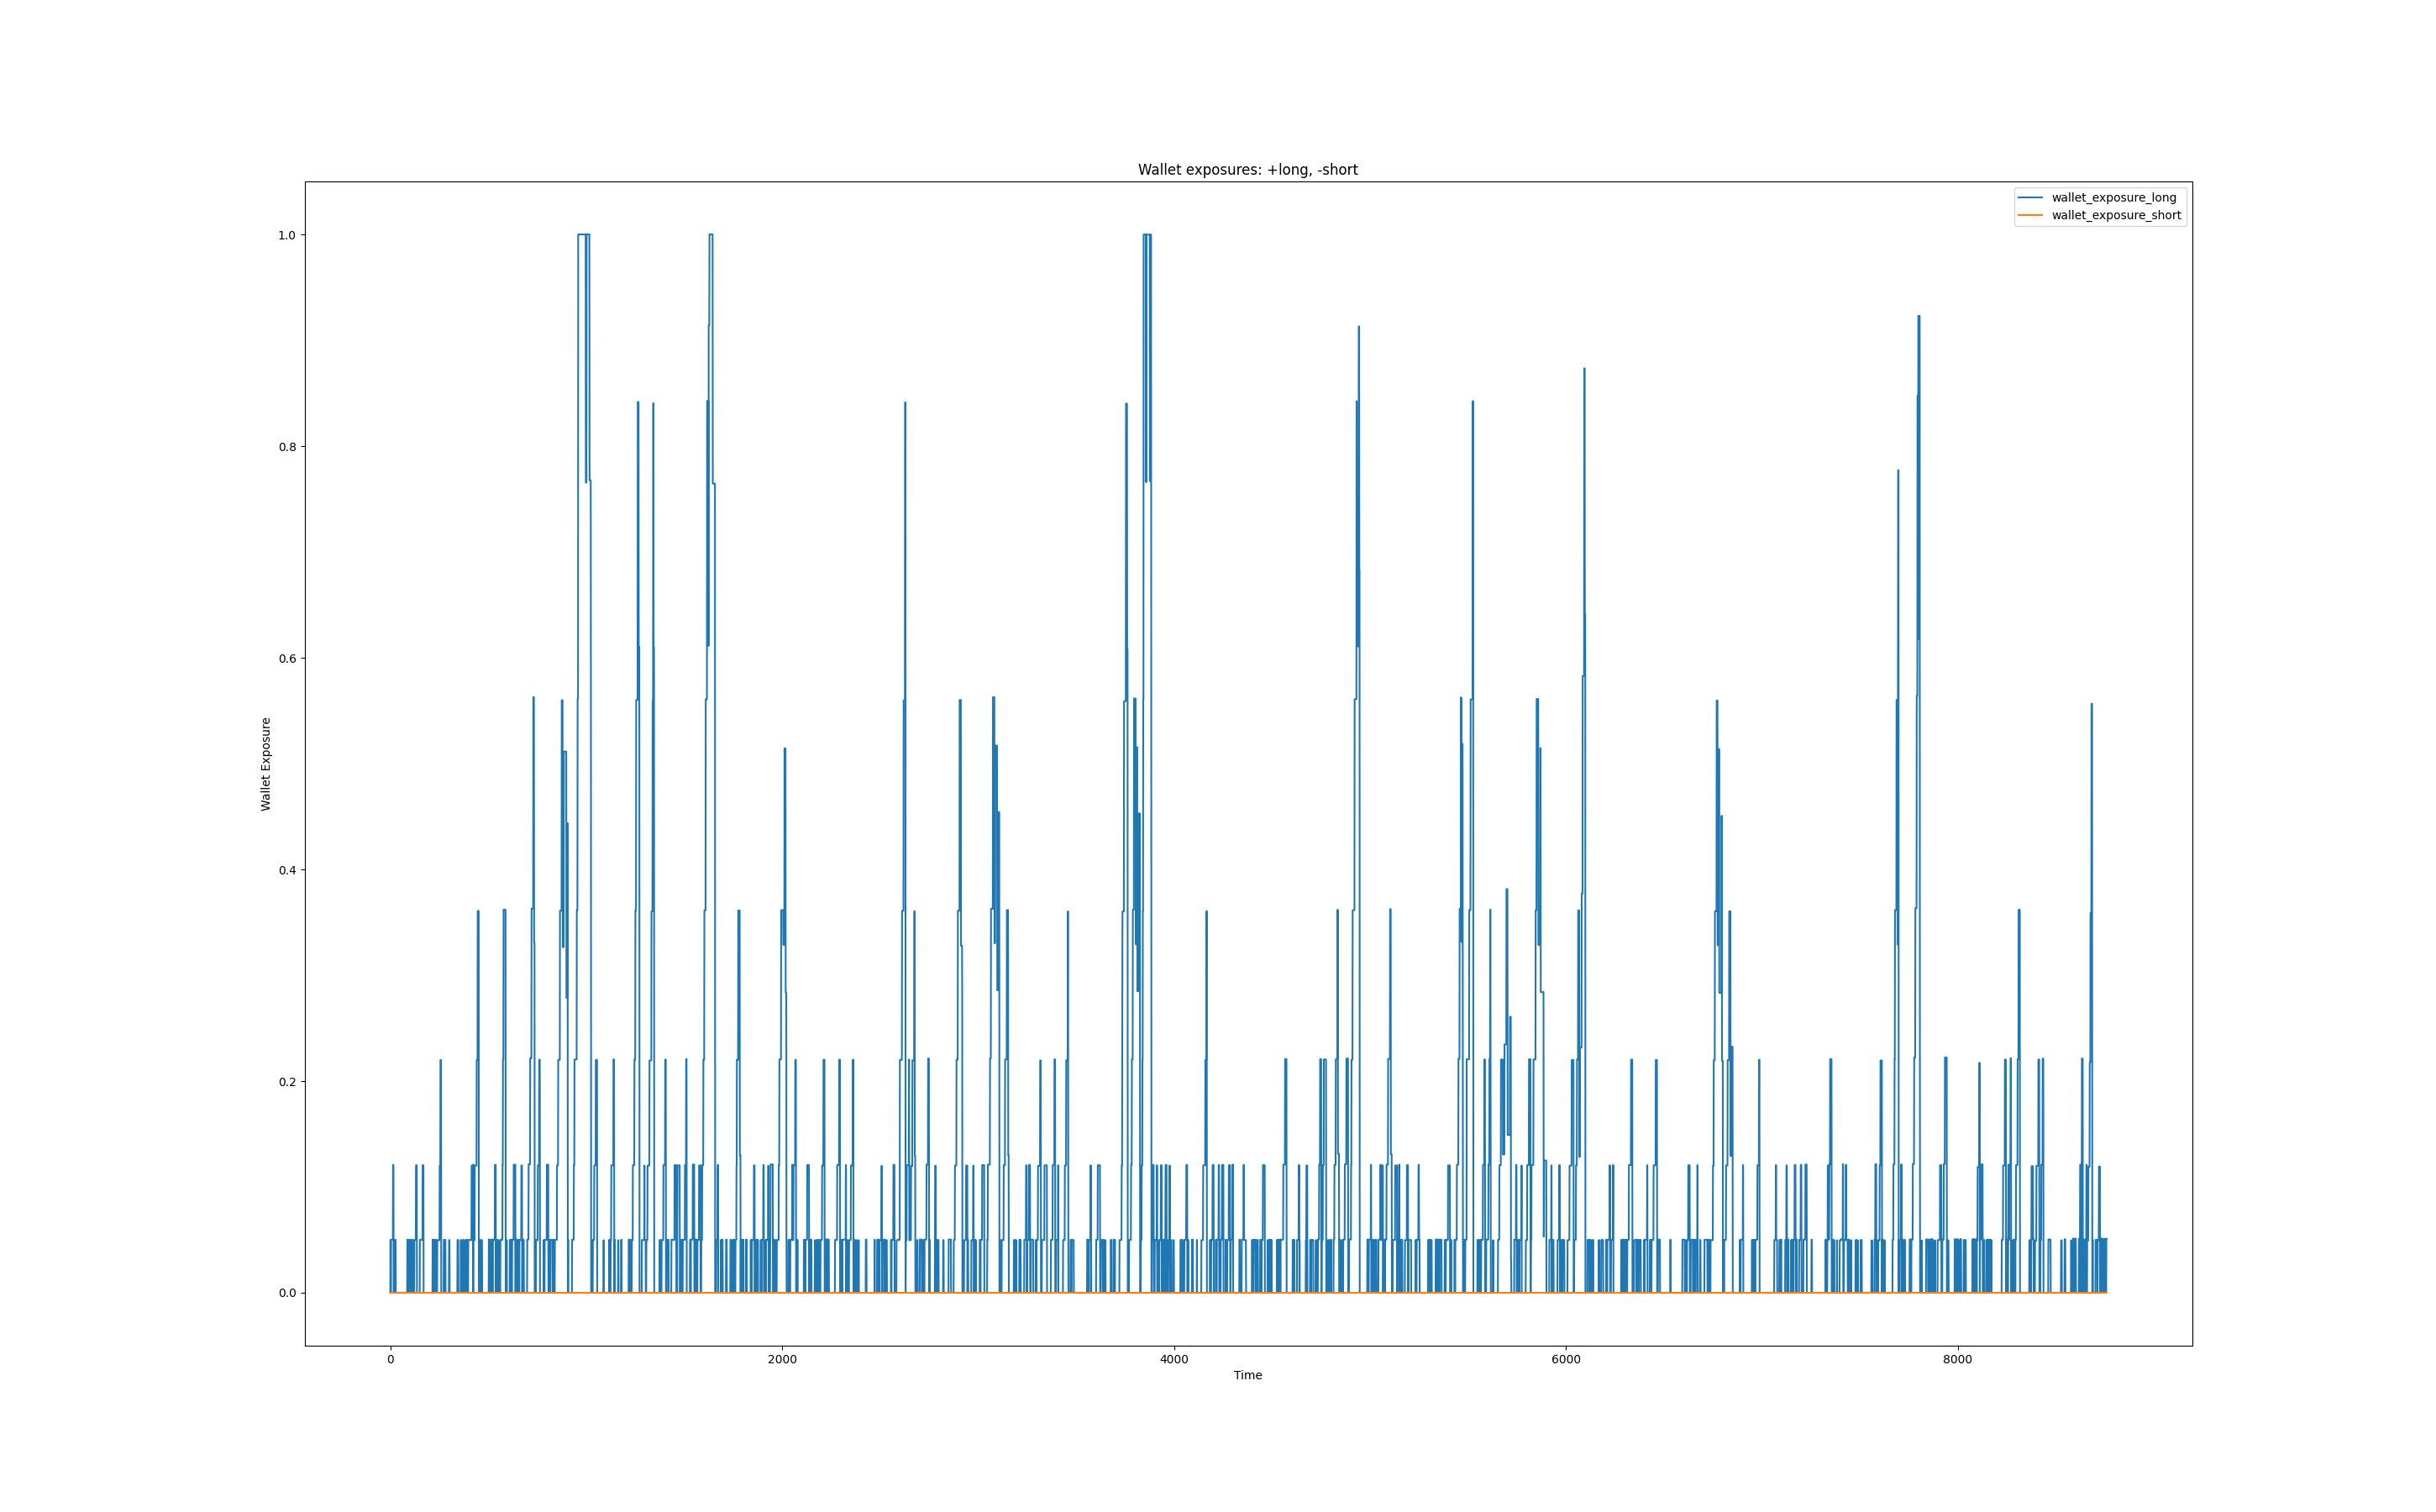 Wallet exposures: +long, -short
wallet_exposure_long
wallet_exposure_short
1.0
0.8
0.6
0.4
0.2
0.0
Wallet Exposure
0 2000 4000 6000 8000
Time